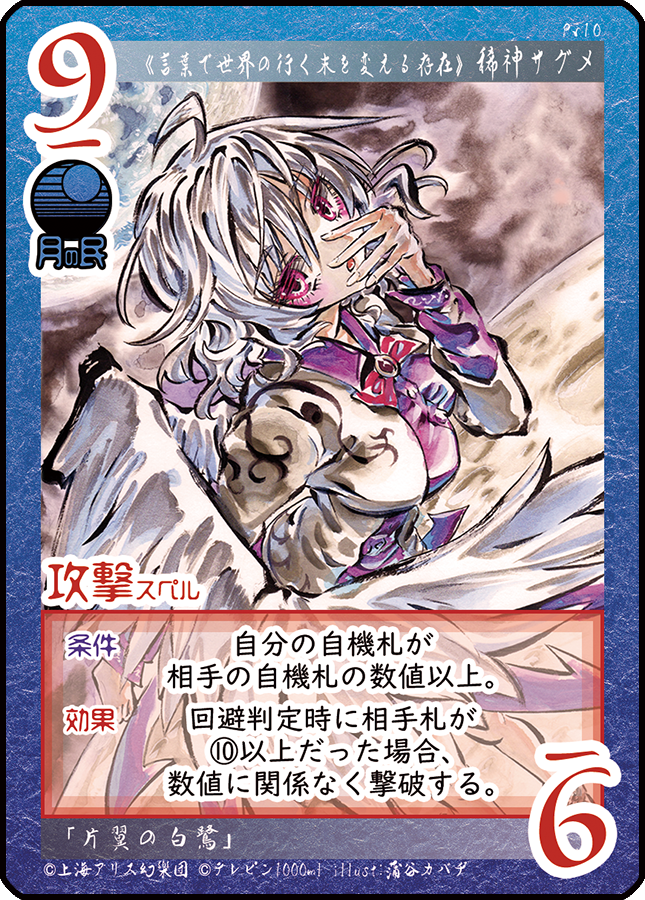 PJ10
9
《言葉で世界の行く末を変える存在》 稀神サグメ
月の民
攻撃スペル
条件
自分の自機札が
相手の自機札の数値以上。
効果
回避判定時に相手札が
⑩以上だった場合、
数値に関係なく撃破する。
9
「片翼の白鷺」
©上海アリス幻樂団 ©テレピン1000ml illust:蒲谷カバヂ